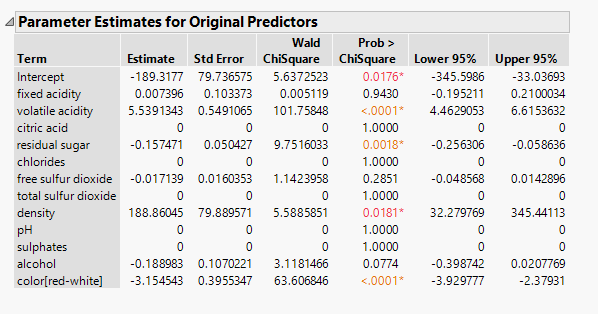 Parameter Estimates for Original Predictors
Wald Prob >
Term Estimate Std Error ChiSquare ChiSquare Lower 95% Upper 95%
Intercept -189.3177 79.736575 5.6372523 0.0176* -345.5986 -33.03693
fixed acidity 0.007396 0.103373 0.005119 0.9430 -0.195211 0.2100034
volatile acidity 5.5391343 0.5491065 101.75848 <.0001* 4.4629053 6.6153632
citric acid 0 0 0 1.0000 0 0
residual sugar -0.157471 0.050427 9.7516033 0.0018* -0.256306 -0.058636
chlorides 0 0 0 1.0000 0 0
free sulfur dioxide -0.017139 0.0160353 1.1423958 0.2851 -0.048568 0.0142896
total sulfur dioxide 0 0 0 1.0000 0 0
density 188.86045 79.889571 5.5885851 0.0181* 32.279769 345.44113
pH 0 0 0 1.0000 0 0
sulphates 0 0 0 1.0000 0 0
alcohol -0.188983 0.1070221 3.1181466 0.0774 -0.398742 0.0207769
color[red-white] -3.154543 0.3955347 63.606846 <.0001* -3.929777 -2.37931